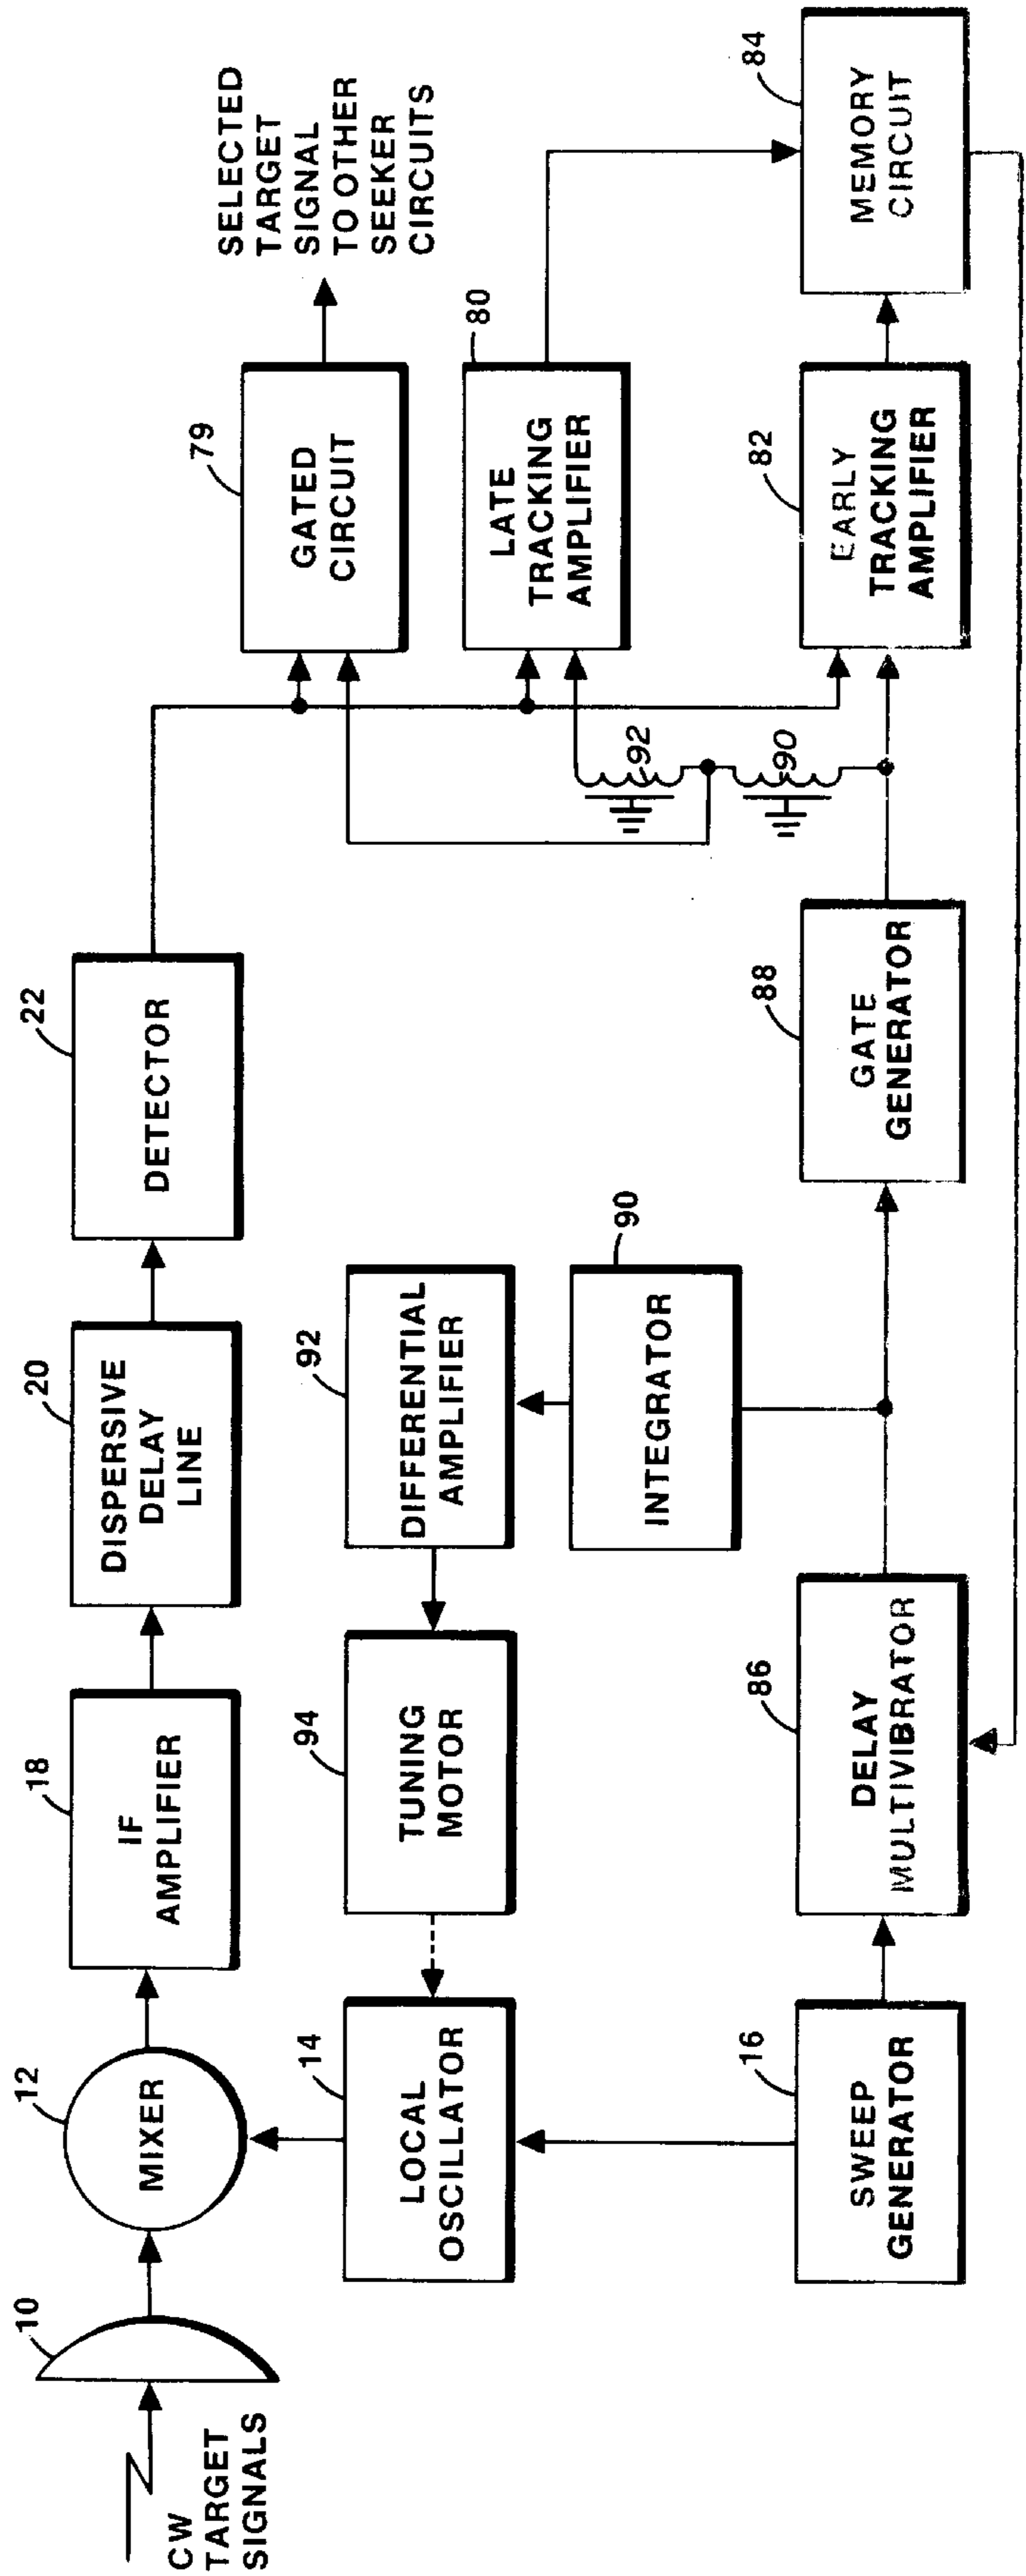 CW
TARGET
SIGNALS
10
12
MIXER
18
IF
AMPLIFIER
20
DISPERSIVE
DELAY
LINE
22
DETECTOR
79
GATED
CIRCUIT
SELECTED
TARGET
SIGNAL
TO OTHER
SEEKER
CIRCUITS
14
LOCAL
OSCILLATOR
94
TUNING
MOTOR
92
DIFFERENTIAL
AMPLIFIER
90
INTEGRATOR
92
90
80
LATE
TRACKING
AMPLIFIER
16
SWEEP
GENERATOR
86
DELAY
MULTIVIBRATOR
88
GATE
GENERATOR
82
EARLY
TRACKING
AMPLIFIER
84
MEMORY
CIRCUIT